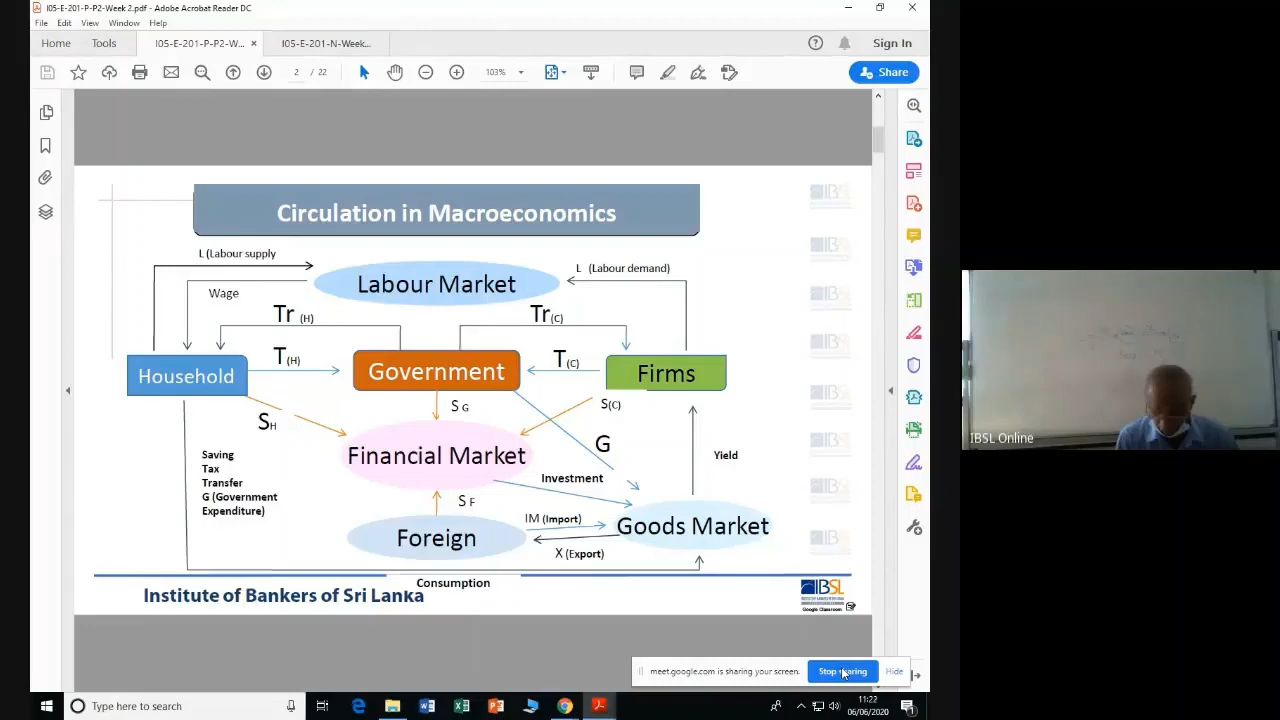 I05-E-201-P-P2-Week 2.pdf - Adobe Acrobat Reader DC
File Edit View Window Help
Home Tools I05-E-201-P-P2-W... × I05-E-201-N-Week... Sign In
2 / 22 103% Share
Circulation in Macroeconomics
L (Labour supply
L (Labour demand)
Labour Market
Wage
Tr (H)
Tr(C)
T(H)
T(C)
Household
Government
Firms
SH
S G
S(C)
G
Financial Market
Saving
Tax
Transfer
G (Government
Expenditure)
Yield
Investment
S F
IM (Import)
Goods Market
Foreign
X (Export)
Consumption
Institute of Bankers of Sri Lanka
IBSL
Google Classroom
meet.google.com is sharing your screen. Stop sharing Hide
Type here to search
11:22
06/06/2020
IBSL Online